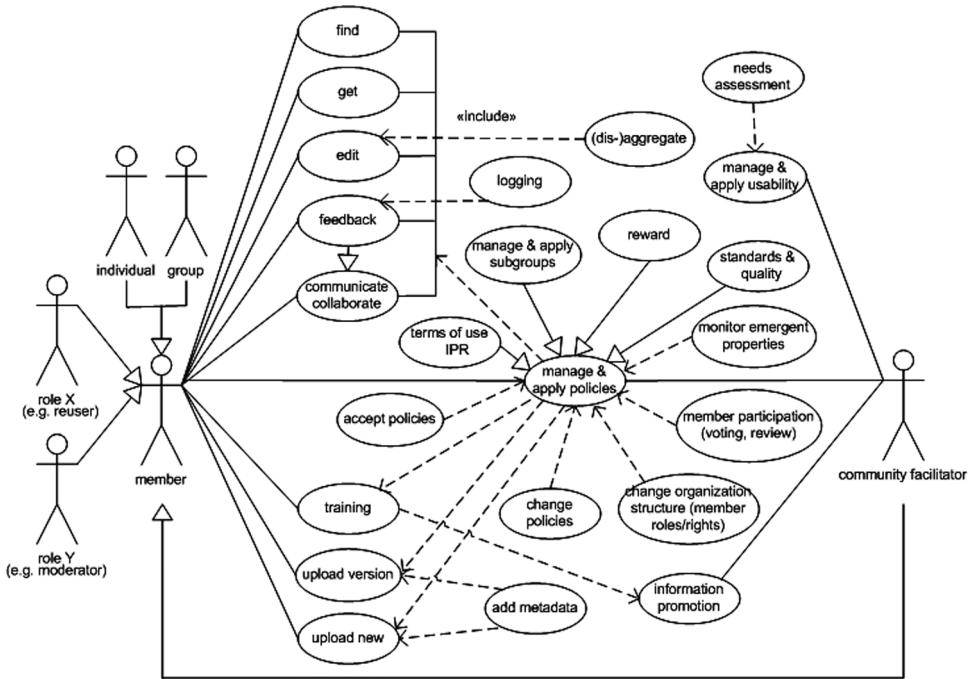 find
get
edit
feedback
communicate
collaborate
«include»
(dis-)aggregate
logging
needs
assessment
manage &
apply usability
manage & apply
subgroups
reward
standards &
quality
terms of use
IPR
monitor emergent
properties
manage &
apply policies
accept policies
member participation
(voting, review)
individual
group
role X
(e.g. reuser)
member
role Y
(e.g. moderator)
community facilitator
training
change
policies
change organization
structure (member
roles/rights)
upload version
add metadata
information
promotion
upload new